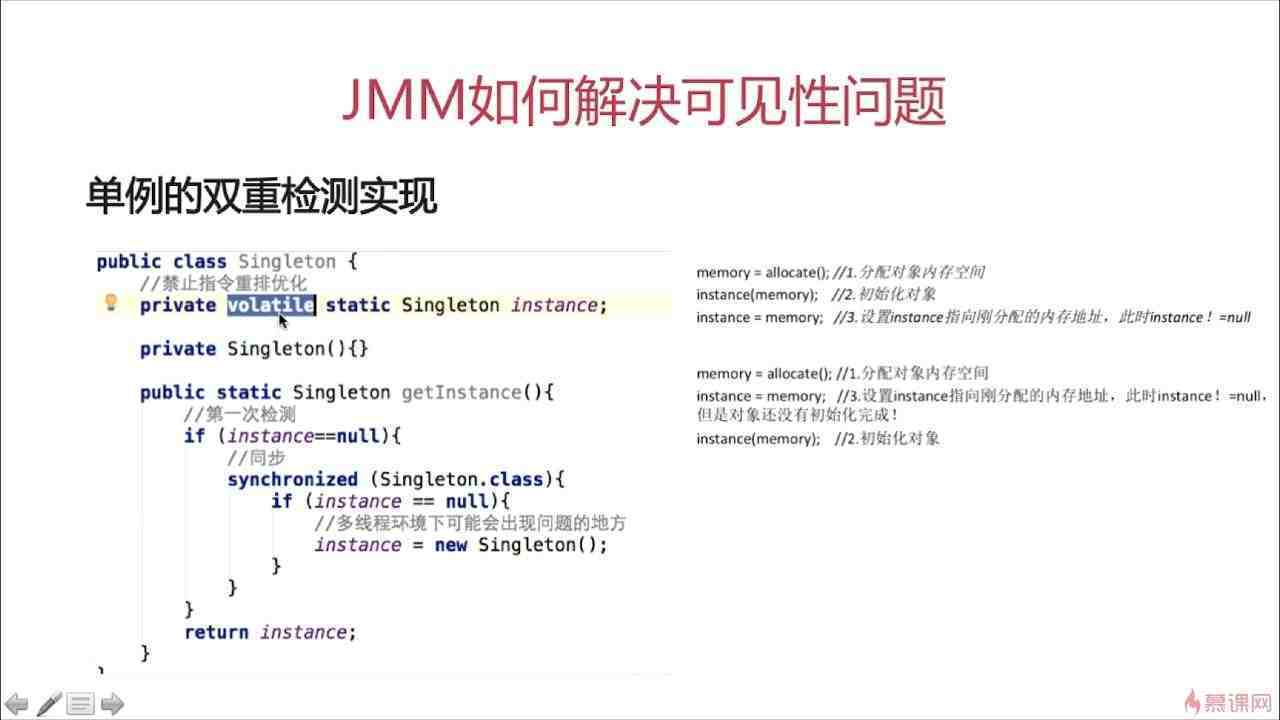 JMM如何解决可见性问题
单例的双重检测实现
public class Singleton {
//禁止指令重排优化
private volatile static Singleton instance;
private Singleton(){}
public static Singleton getInstance(){
//第一次检测
if (instance==null){
//同步
synchronized (Singleton.class){
if (instance == null){
//多线程环境下可能会出现问题的地方
instance = new Singleton();
}
}
}
return instance;
}
}
memory = allocate(); //1.分配对象内存空间
instance(memory); //2.初始化对象
instance = memory; //3.设置instance指向刚分配的内存地址，此时instance！=null
memory = allocate(); //1.分配对象内存空间
instance = memory; //3.设置instance指向刚分配的内存地址，此时instance！=null，
但是对象还没有初始化完成！
instance(memory); //2.初始化对象
慕课网